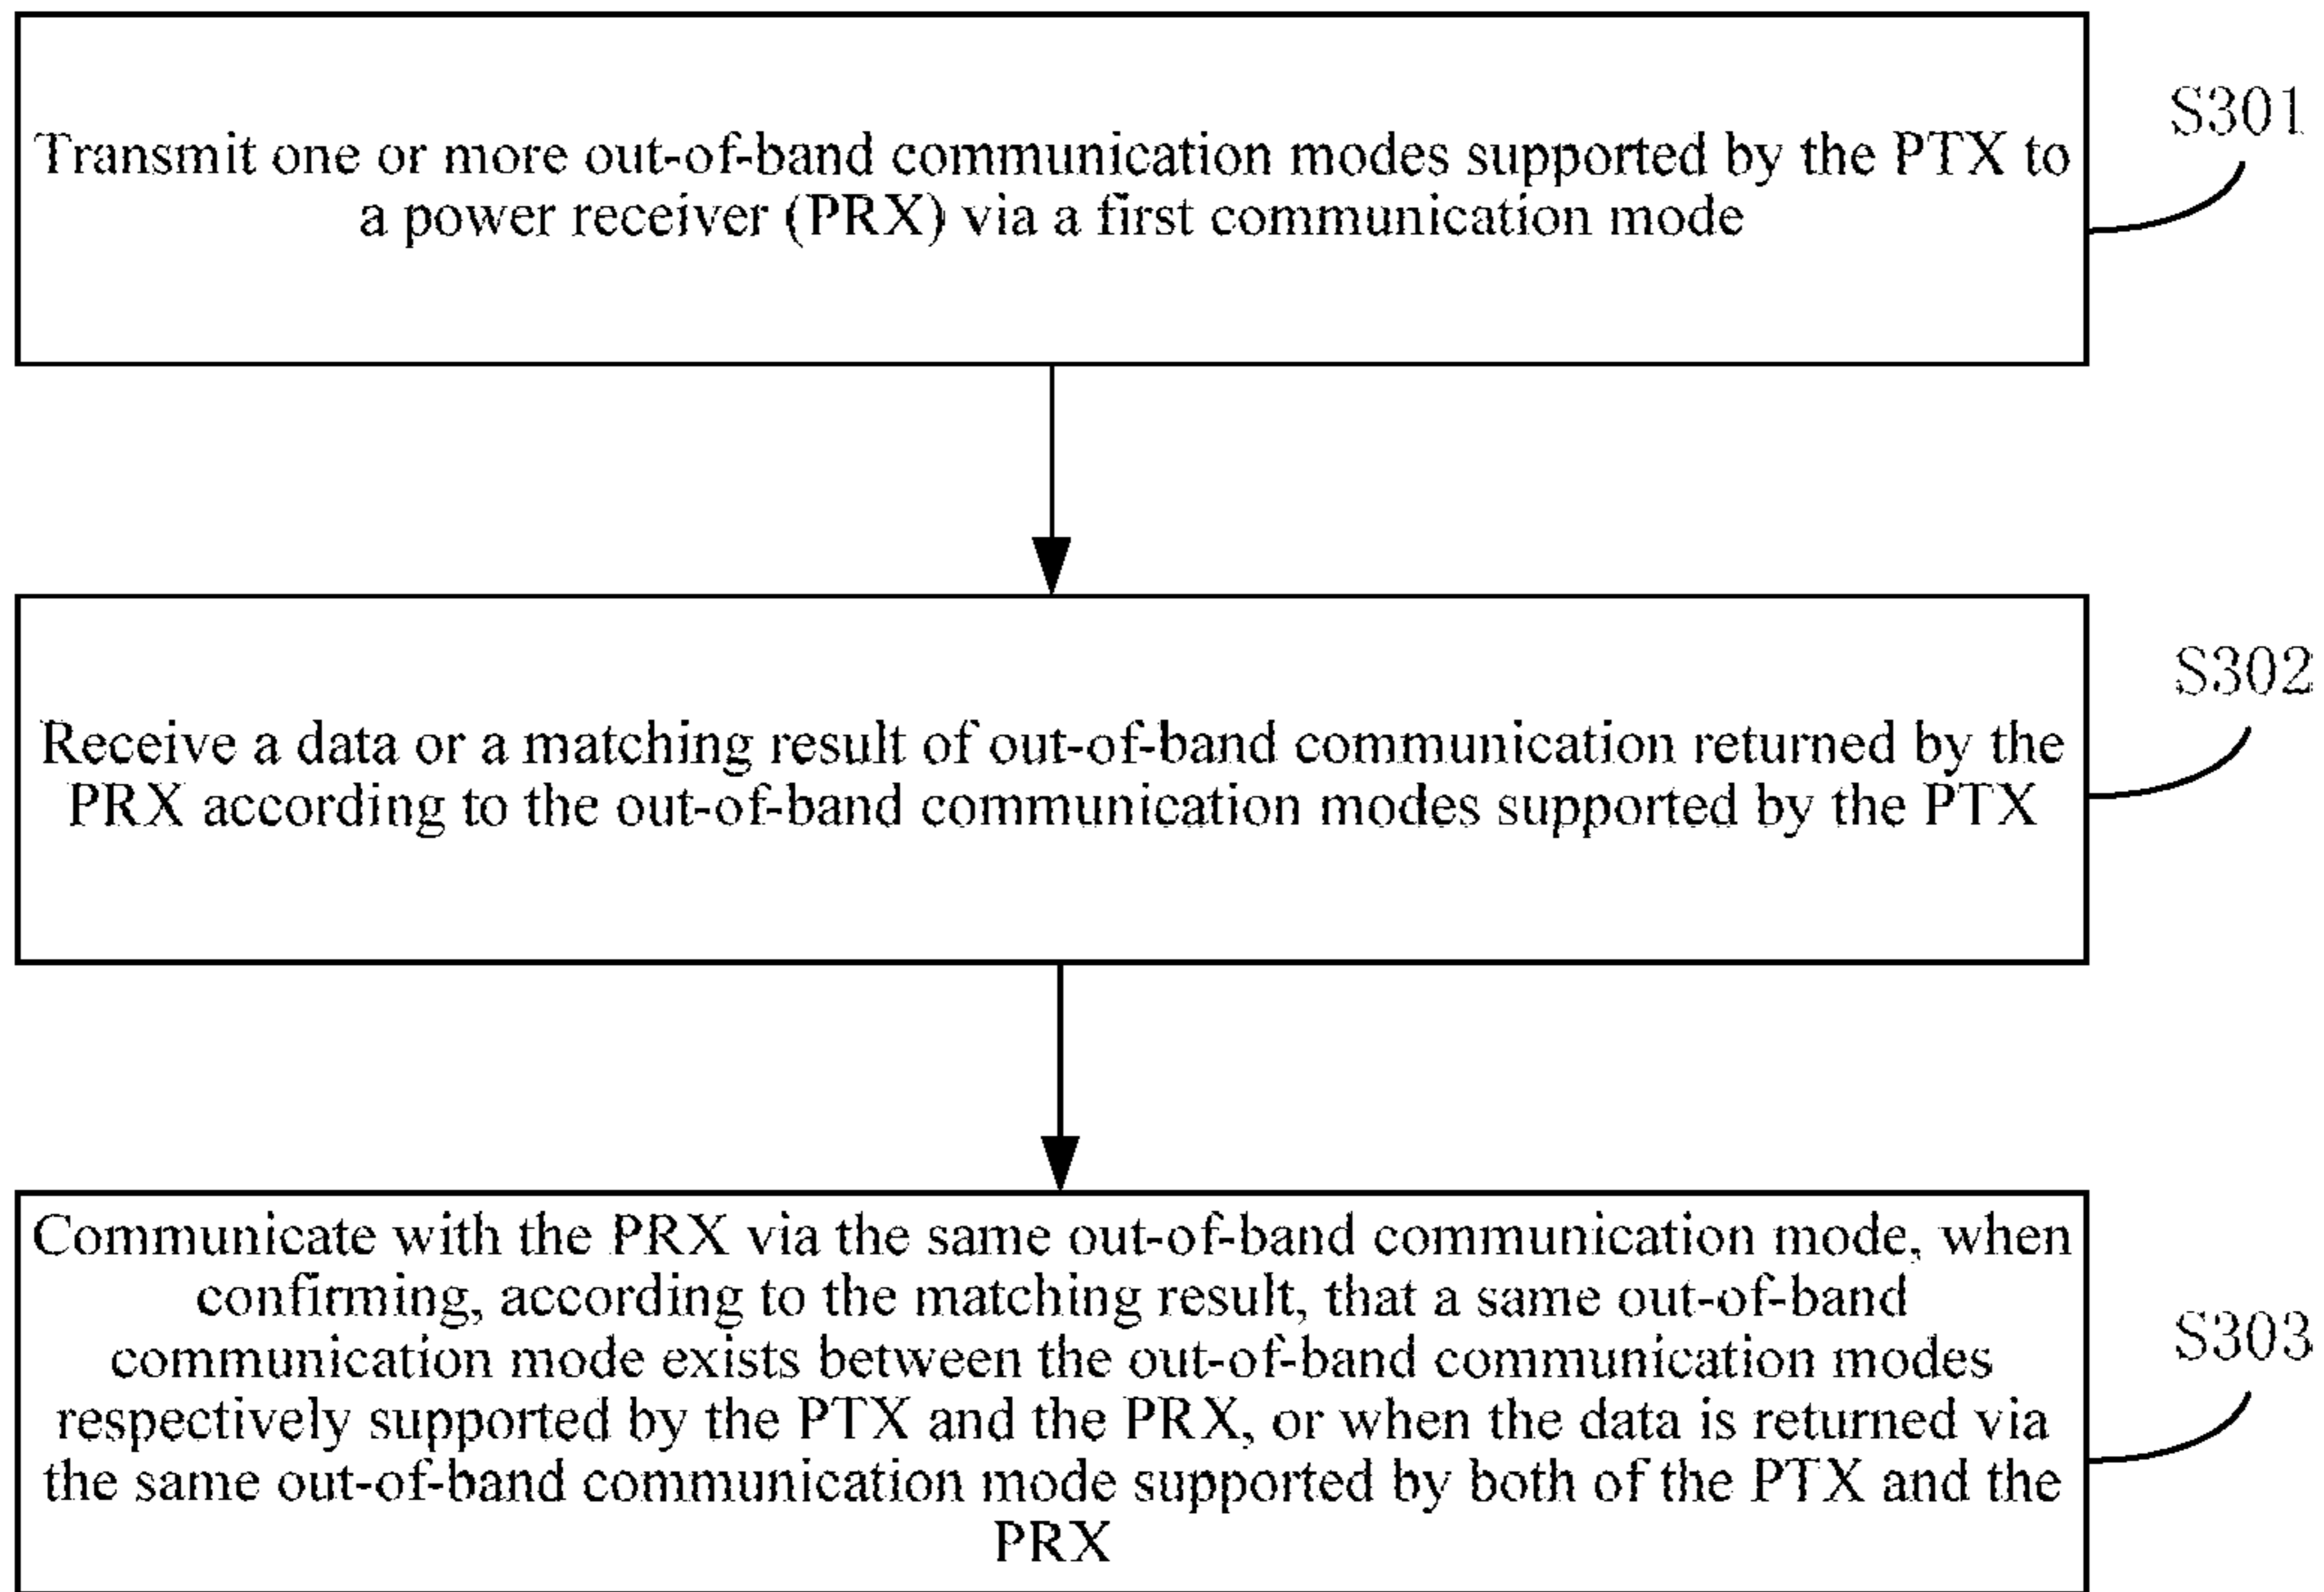 Transmit one or more out-of-band communication modes supported by the PTX to
a power receiver (PRX) via a first communication mode
S301
Receive a data or a matching result of out-of-band communication returned by the
PRX according to the out-of-band communication modes supported by the PTX
S302
Communicate with the PRX via the same out-of-band communication mode, when
confirming, according to the matching result, that a same out-of-band
communication mode exists between the out-of-band communication modes
respectively supported by the PTX and the PRX, or when the data is returned via
the same out-of-band communication mode supported by both of the PTX and the
PRX
S303